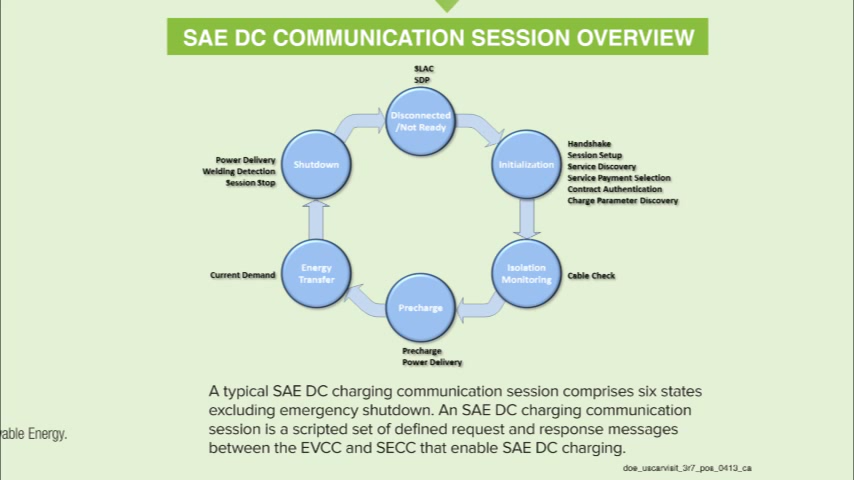 SAE DC COMMUNICATION SESSION OVERVIEW
SLAC
SDP
Disconnected
/Not Ready
Handshake
Session Setup
Service Discovery
Service Payment Selection
Contract Authentication
Charge Parameter Discovery
Initialization
Power Delivery
Welding Detection
Session Stop
Shutdown
Current Demand
Energy
Transfer
Isolation
Monitoring
Cable Check
Precharge
Precharge
Power Delivery
A typical SAE DC charging communication session comprises six states
excluding emergency shutdown. An SAE DC charging communication
session is a scripted set of defined request and response messages
between the EVCC and SECC that enable SAE DC charging.
vable Energy.
doe_uscarvisit_3r7_pos_0413_ca